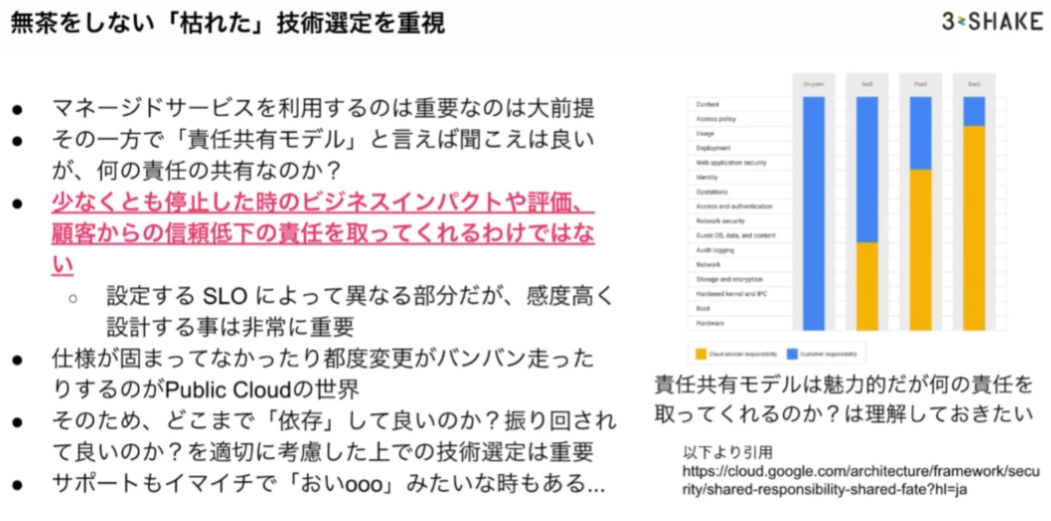 無茶をしない「枯れた」技術選定を重視
3-SHAKE
● マネージドサービスを利用するのは重要なのは大前提
● その一方で「責任共有モデル」と言えば聞こえは良い
が、何の責任の共有なのか？
● 少なくとも停止した時のビジネスインパクトや評価、
顧客からの信頼低下の責任を取ってくれるわけではな
い
○ 設定する SLO によって異なる部分だが、感度高く
設計する事は非常に重要
● 仕様が固まってなかったり都度変更がバンバン走った
りするのがPublic Cloudの世界
● そのため、どこまで「依存」して良いのか？振り回され
て良いのか？を適切に考慮した上での技術選定は重要
● サポートもイマイチで「おいooo」みたいな時もある...
On-prem IaaS PaaS SaaS
Content
Access policy
Usage
Deployment
Web application security
Identity
Operations
Access and authentication
Network security
Guest OS, data, and content
Audit logging
Network
Storage and encryption
Hardened kernel and IPC
Boot
Hardware
Cloud provider responsibility Customer responsibility
責任共有モデルは魅力的だが何の責任を
取ってくれるのか？は理解しておきたい
以下より引用
https://cloud.google.com/architecture/framework/secu
rity/shared-responsibility-shared-fate?hl=ja